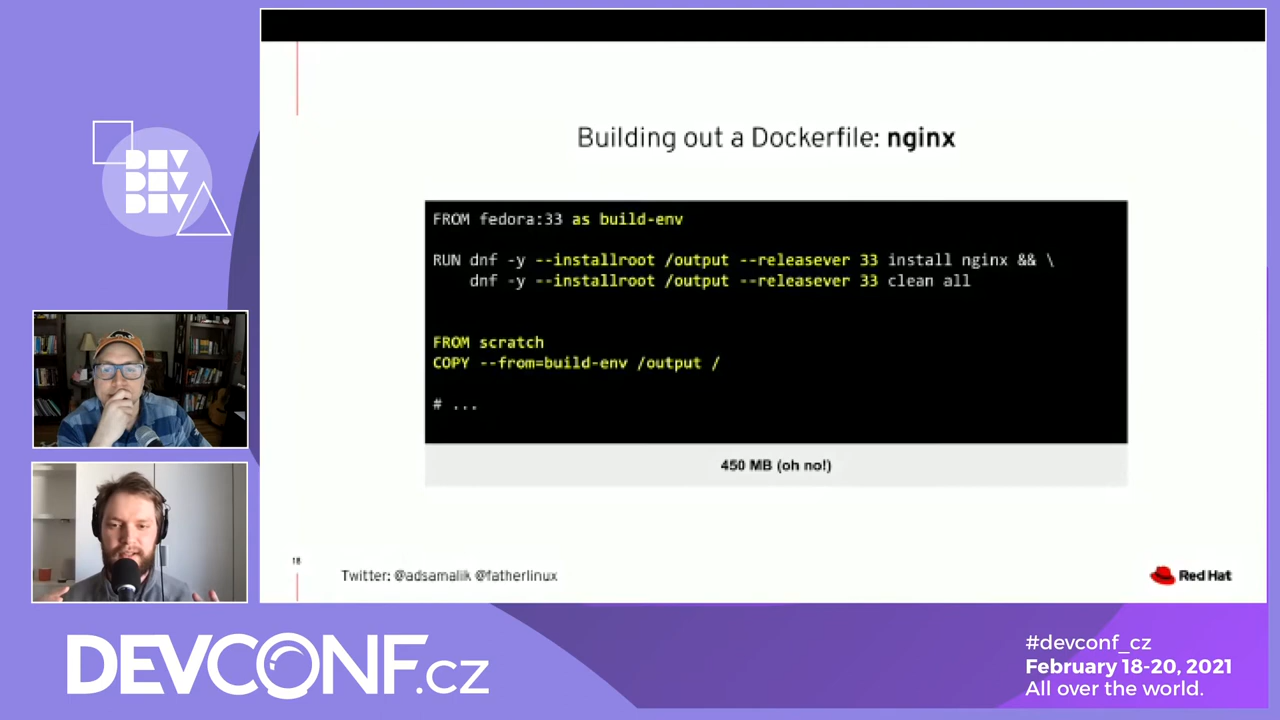 DEV
DEV
DEV
Building out a Dockerfile: nginx
FROM fedora:33 as build-env
RUN dnf -y --installroot /output --releasever 33 install nginx && \
dnf -y --installroot /output --releasever 33 clean all
FROM scratch
COPY --from=build-env /output /
# ...
450 MB (oh no!)
18
Twitter: @adsamalik @fatherlinux
Red Hat
DEVCONF.cz
#devconf_cz
February 18-20, 2021
All over the world.